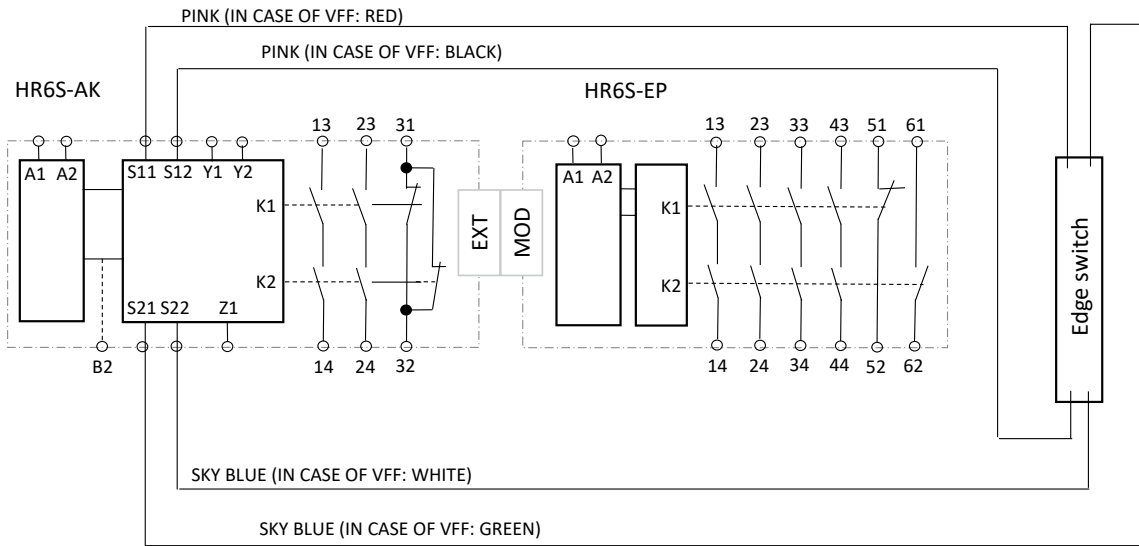 PINK (IN CASE OF VFF: RED)
PINK (IN CASE OF VFF: BLACK)
HR6S-AK
HR6S-EP
13 23 31
13 23 33 43 51 61
A1 A2
S11 S12 Y1 Y2
A1 A2
K1
K1
EXT
MOD
Edge switch
K2
K2
S21 S22 Z1
B2
14 24 32
14 24 34 44 52 62
SKY BLUE (IN CASE OF VFF: WHITE)
SKY BLUE (IN CASE OF VFF: GREEN)